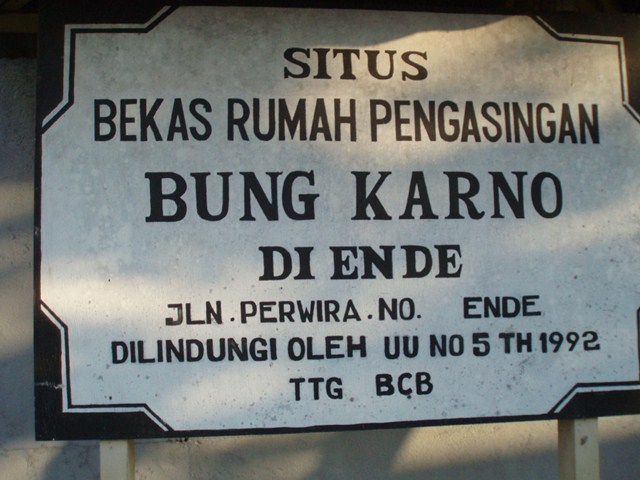 SITUS
BEKAS RUMAH PENGASINGAN
BUNG KARNO
DI ENDE
JLN. PERWIRA. NO. ENDE
DILINDUNGI OLEH UU NO 5 TH 1992
TTG BCB